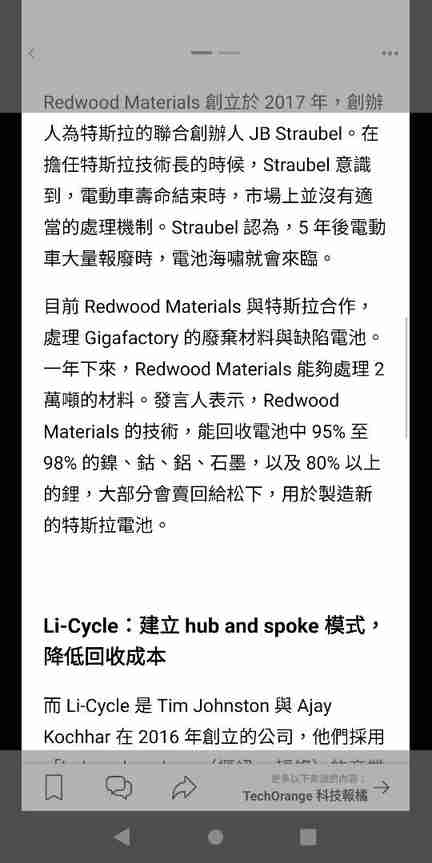 Redwood Materials 創立於 2017 年，創辦
人為特斯拉的聯合創辦人 JB Straubel。在
擔任特斯拉技術長的時候，Straubel 意識
到，電動車壽命結束時，市場上並沒有適
當的處理機制。Straubel 認為，5 年後電動
車大量報廢時，電池海嘯就會來臨。
目前 Redwood Materials 與特斯拉合作，
處理 Gigafactory 的廢棄材料與缺陷電池。
一年下來，Redwood Materials 能夠處理 2
萬噸的材料。發言人表示，Redwood
Materials 的技術，能回收電池中 95% 至
98% 的鎳、鈷、鋁、石墨，以及 80% 以上
的鋰，大部分會賣回給松下，用於製造新
的特斯拉電池。
Li-Cycle：建立 hub and spoke 模式，
降低回收成本
而 Li-Cycle 是 Tim Johnston 與 Ajay
Kochhar 在 2016 年創立的公司，他們採用
更多以下來源的內容：
TechOrange 科技報橘